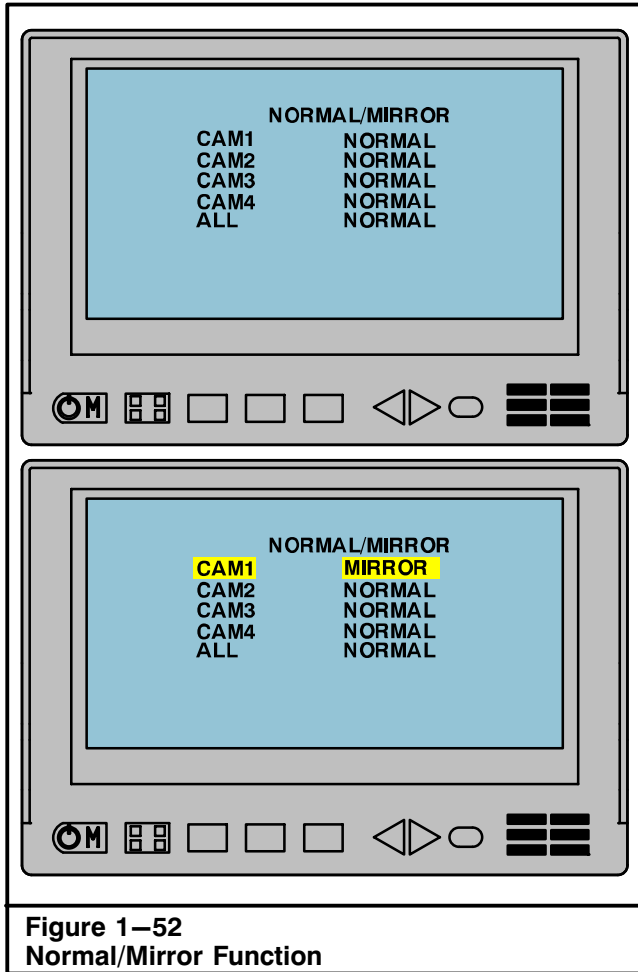 NORMAL/MIRROR
CAM1 NORMAL
CAM2 NORMAL
CAM3 NORMAL
CAM4 NORMAL
ALL NORMAL
M
NORMAL/MIRROR
CAM1 MIRROR
CAM2 NORMAL
CAM3 NORMAL
CAM4 NORMAL
ALL NORMAL
M
Figure 1–52
Normal/Mirror Function